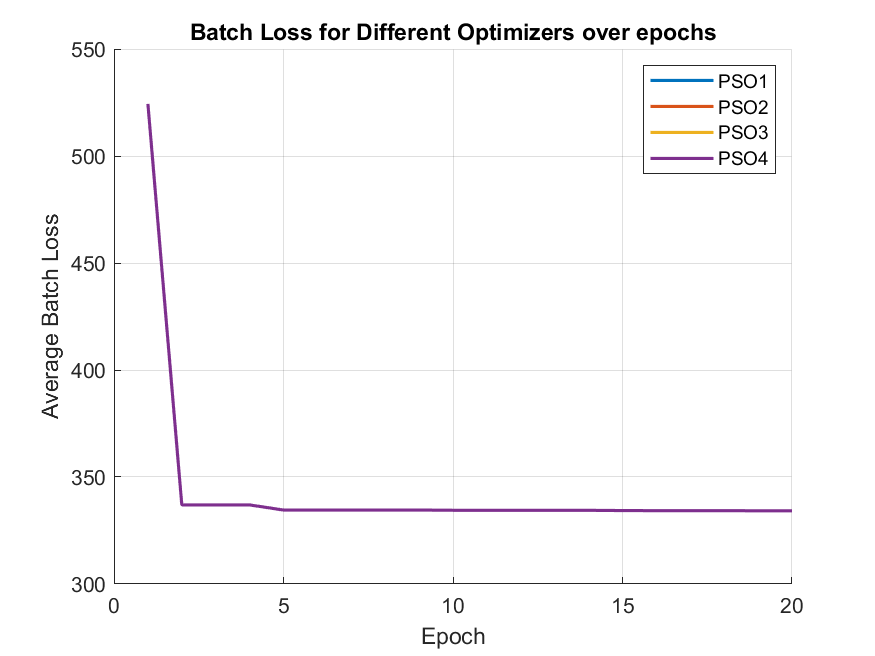 Batch Loss for Different Optimizers over epochs
550
500
450
400
350
300
Average Batch Loss
PSO1
PSO2
PSO3
PSO4
0
5
10
15
20
Epoch